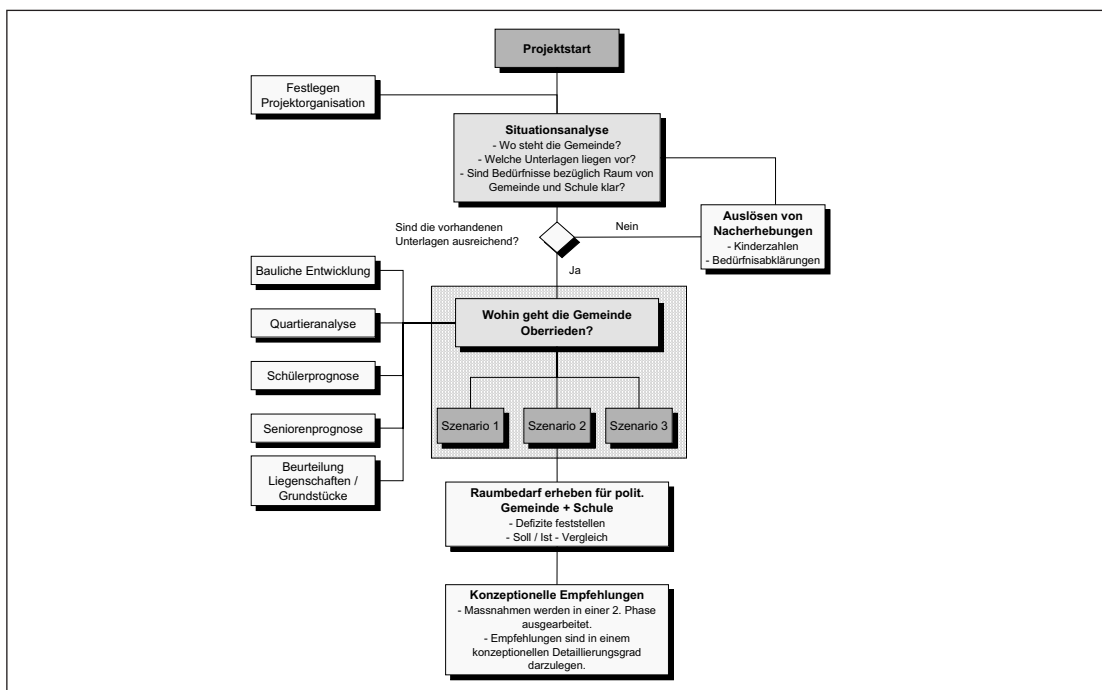 Projektstart
Festlegen
Projektorganisation
Situationsanalyse
- Wo steht die Gemeinde?
- Welche Unterlagen liegen vor?
- Sind Bedürfnisse bezüglich Raum von
Gemeinde und Schule klar?
Sind die vorhandenen
Unterlagen ausreichend?
Nein
Auslösen von
Nacherhebungen
- Kinderzahlen
- Bedürfnisabklärungen
Ja
Bauliche Entwicklung
Quartieranalyse
Schülerprognose
Seniorenprognose
Beurteilung
Liegenschaften /
Grundstücke
Wohin geht die Gemeinde
Oberrieden?
Szenario 1
Szenario 2
Szenario 3
Raumbedarf erheben für polit.
Gemeinde + Schule
- Defizite feststellen
- Soll / Ist - Vergleich
Konzeptionelle Empfehlungen
- Massnahmen werden in einer 2. Phase
ausgearbeitet.
- Empfehlungen sind in einem
konzeptionellen Detaillierungsgrad
darzulegen.